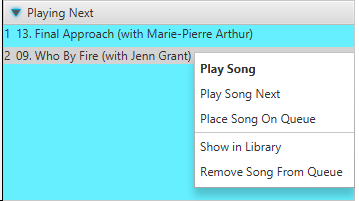 Playing Next
1 13. Final Approach (with Marie-Pierre Arthur)
2 09. Who By Fire (with Jenn Grant)
Play Song
Play Song Next
Place Song On Queue
Show in Library
Remove Song From Queue